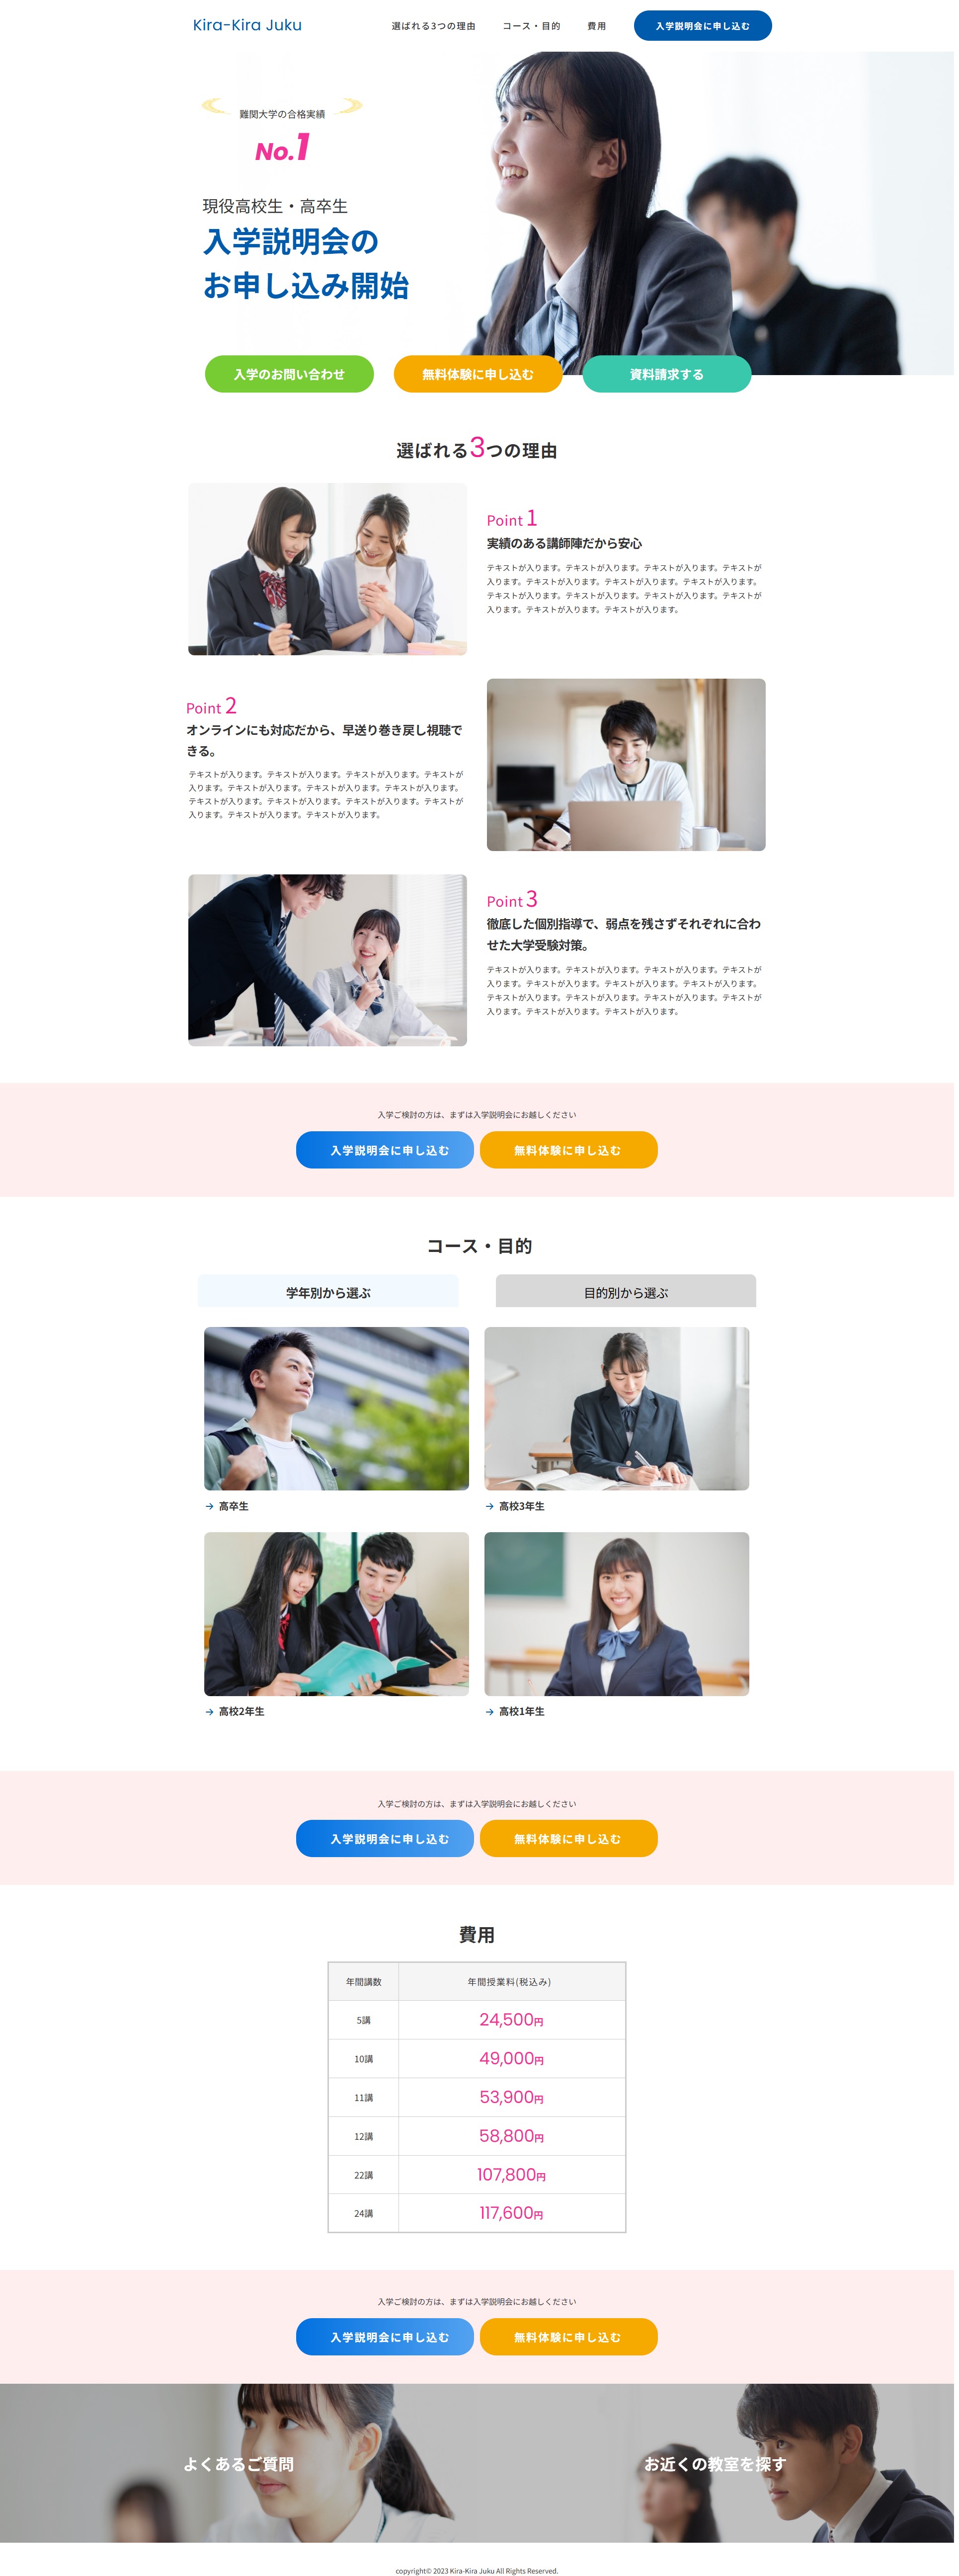 Kira-Kira Juku
選ばれる3つの理由
コース・目的
費用
入学説明会に申し込む
難関大学の合格実績
No.1
現役高校生・高卒生
入学説明会の
お申し込み開始
入学のお問い合わせ
無料体験に申し込む
資料請求する
選ばれる3つの理由
Point 1
実績のある講師陣だから安心
テキストが入ります。テキストが入ります。テキストが入ります。テキストが
入ります。テキストが入ります。テキストが入ります。テキストが入ります。
テキストが入ります。テキストが入ります。テキストが入ります。テキストが
入ります。テキストが入ります。テキストが入ります。
Point 2
オンラインにも対応だから、早送り巻き戻し視聴で
きる。
テキストが入ります。テキストが入ります。テキストが入ります。テキストが
入ります。テキストが入ります。テキストが入ります。テキストが入ります。
テキストが入ります。テキストが入ります。テキストが入ります。テキストが
入ります。テキストが入ります。テキストが入ります。
Point 3
徹底した個別指導で、弱点を残さずそれぞれに合わ
せた大学受験対策。
テキストが入ります。テキストが入ります。テキストが入ります。テキストが
入ります。テキストが入ります。テキストが入ります。テキストが入ります。
テキストが入ります。テキストが入ります。テキストが入ります。テキストが
入ります。テキストが入ります。テキストが入ります。
入学ご検討の方は、まずは入学説明会にお越しください
入学説明会に申し込む
無料体験に申し込む
コース・目的
学年別から選ぶ
目的別から選ぶ
→ 高卒生
→ 高校3年生
→ 高校2年生
→ 高校1年生
入学ご検討の方は、まずは入学説明会にお越しください
入学説明会に申し込む
無料体験に申し込む
費用
年間講数 年間授業料(税込み)
5講 24,500円
10講 49,000円
11講 53,900円
12講 58,800円
22講 107,800円
24講 117,600円
入学ご検討の方は、まずは入学説明会にお越しください
入学説明会に申し込む
無料体験に申し込む
よくあるご質問
お近くの教室を探す
copyright© 2023 Kira-Kira Juku All Rights Reserved.